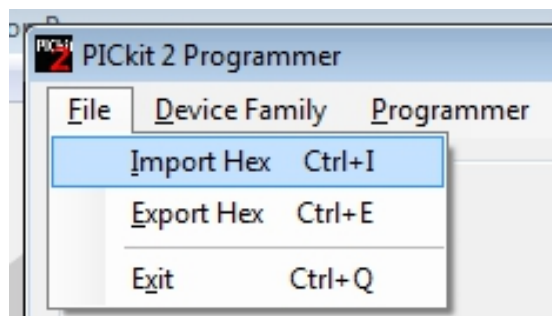 PICkit 2 Programmer
File Device Family Programmer
Import Hex Ctrl+I
Export Hex Ctrl+E
Exit Ctrl+Q